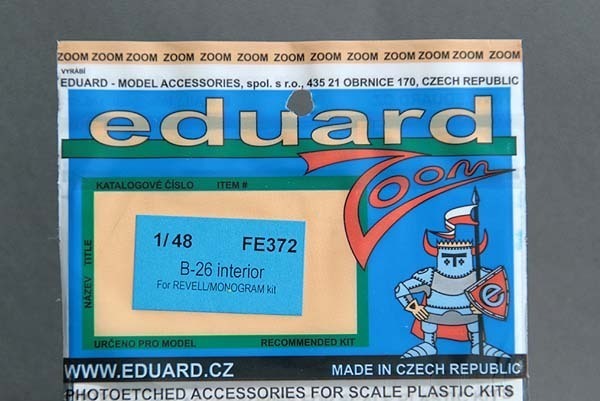 ZOOM ZOOM ZOOM ZOOM ZOOM ZOOM ZOOM ZOOM ZOOM ZOOM ZOOM
VYRÁBÍ
EDUARD - MODEL ACCESSORIES, spol. s r.o., 435 21 OBRNICE 170, CZECH REPUBLIC
eduard
Zoom
KATALOGOVÉ ČÍSLO ITEM #
NÁZEV TITLE
1/48 FE372
B-26 interior
For REVELL/MONOGRAM kit
e
URČENO PRO MODEL RECOMMENDED KIT
WWW.EDUARD.CZ MADE IN CZECH REPUBLIC
PHOTOETCHED ACCESSORIES FOR SCALE PLASTIC KITS